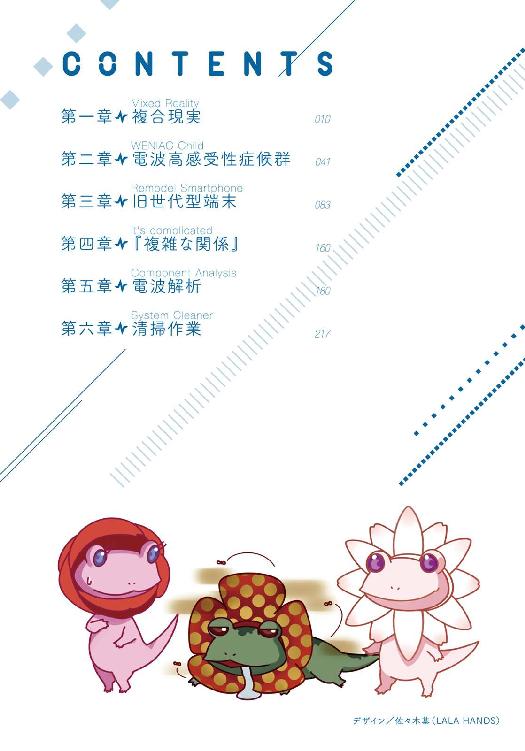 CONTENTS
Mixed Reality
第一章 複合現実 010
WENIAC Child
第二章 電波高感受性症候群 041
Remodel Smartphone
第三章 旧世代型端末 083
It's complicated
第四章 『複雑な関係』 160
Component Analysis
第五章 電波解析 180
System Cleaner
第六章 清掃作業 217
デザイン/佐々木基(LALA HANDS)